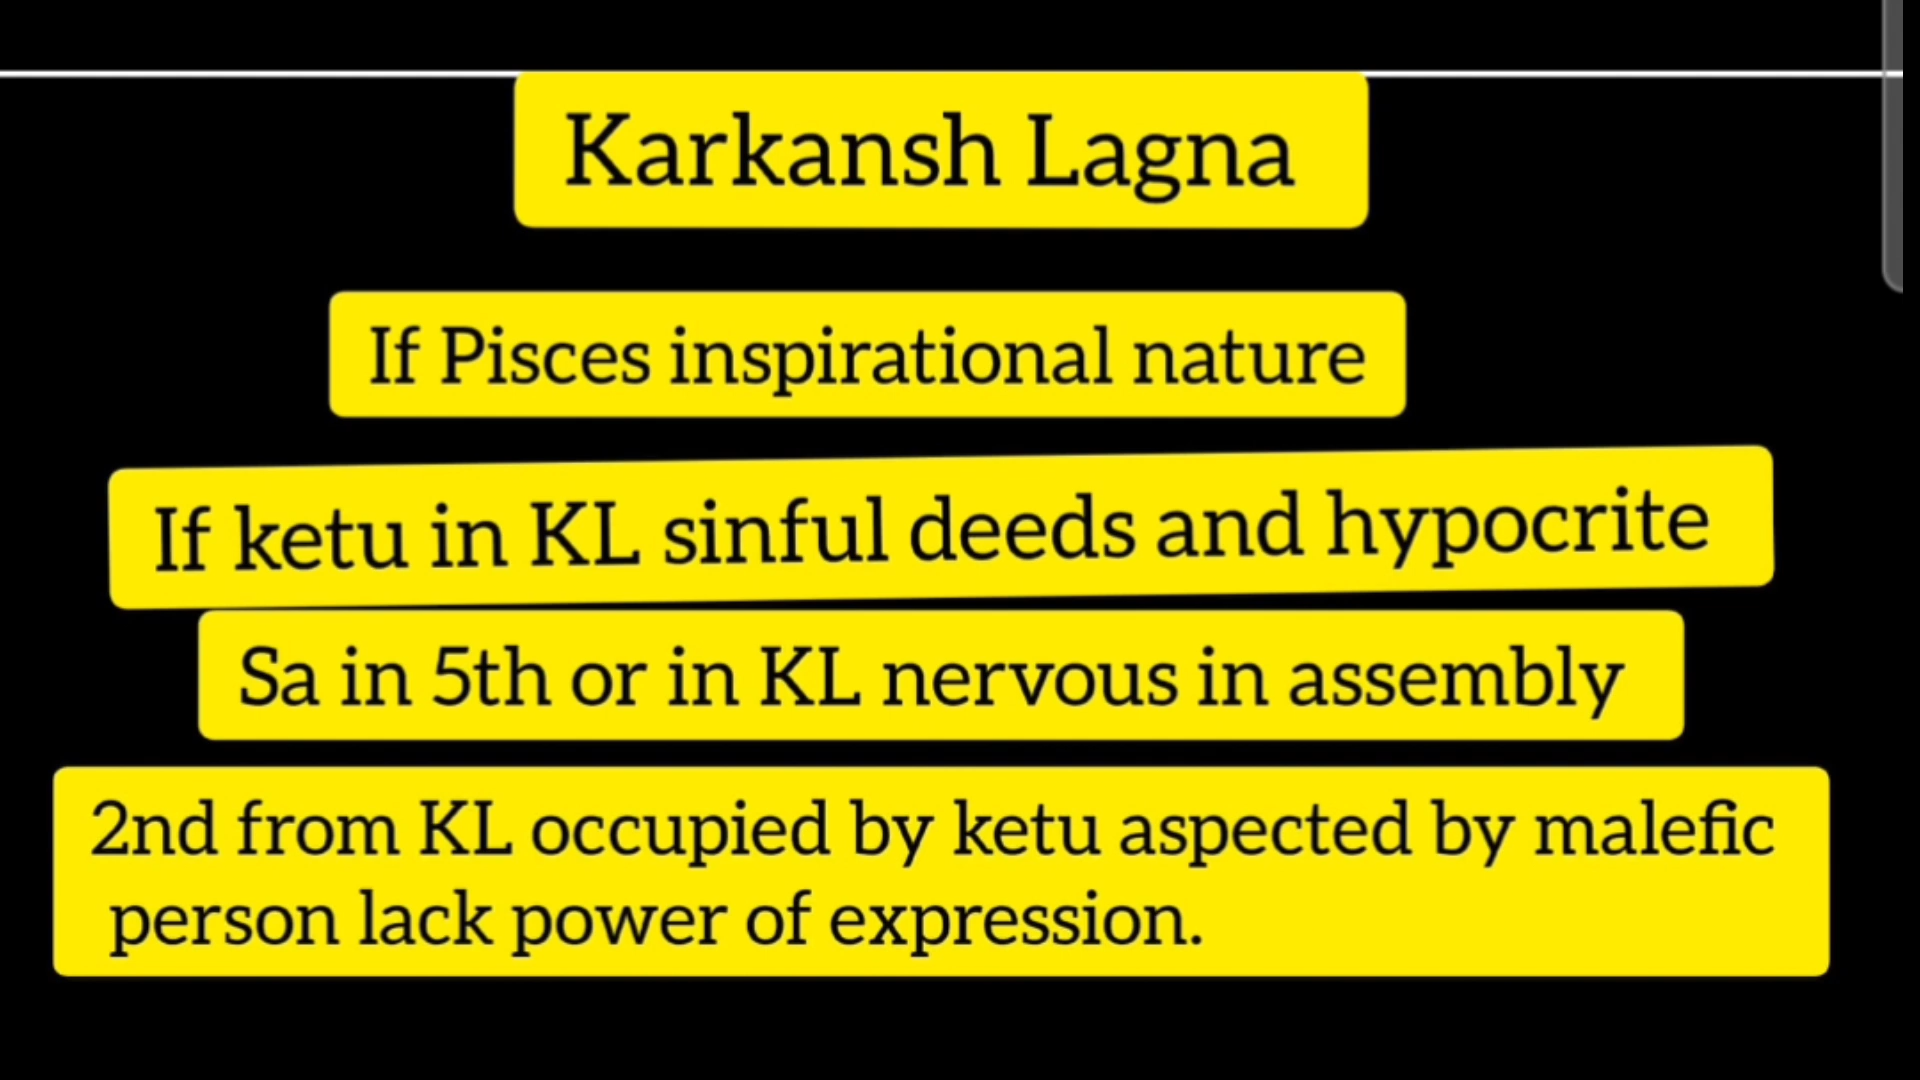 Karkansh Lagna
If Pisces inspirational nature
If ketu in KL sinful deeds and hypocrite
Sa in 5th or in KL nervous in assembly
2nd from KL occupied by ketu aspected by malefic
person lack power of expression.